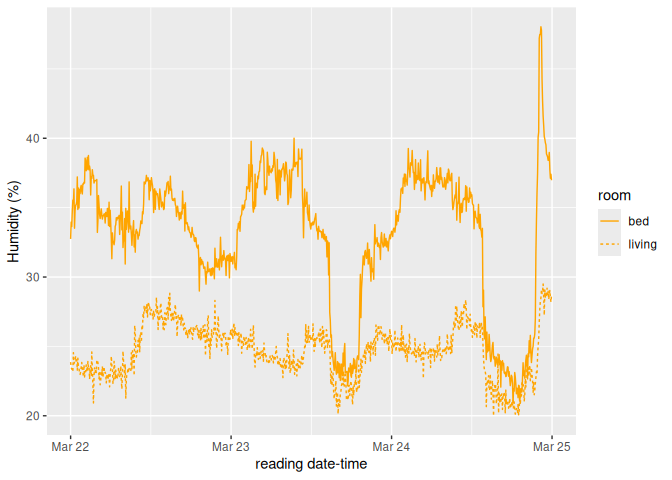 40
30
20
Humidity (%)
Mar 22
Mar 23
Mar 24
Mar 25
reading date-time
room
bed
living